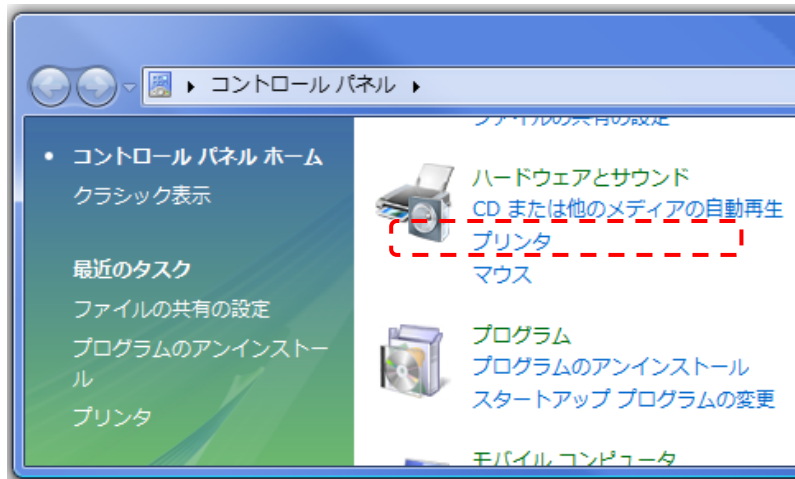 コントロール パネル
コントロール パネル ホーム
クラシック表示
最近のタスク
ファイルの共有の設定
プログラムのアンインストー
ル
プリンタ
ファイルの共有の設定
ハードウェアとサウンド
CD または他のメディアの自動再生
プリンタ
マウス
プログラム
プログラムのアンインストール
スタートアップ プログラムの変更
モバイル コンピュータ